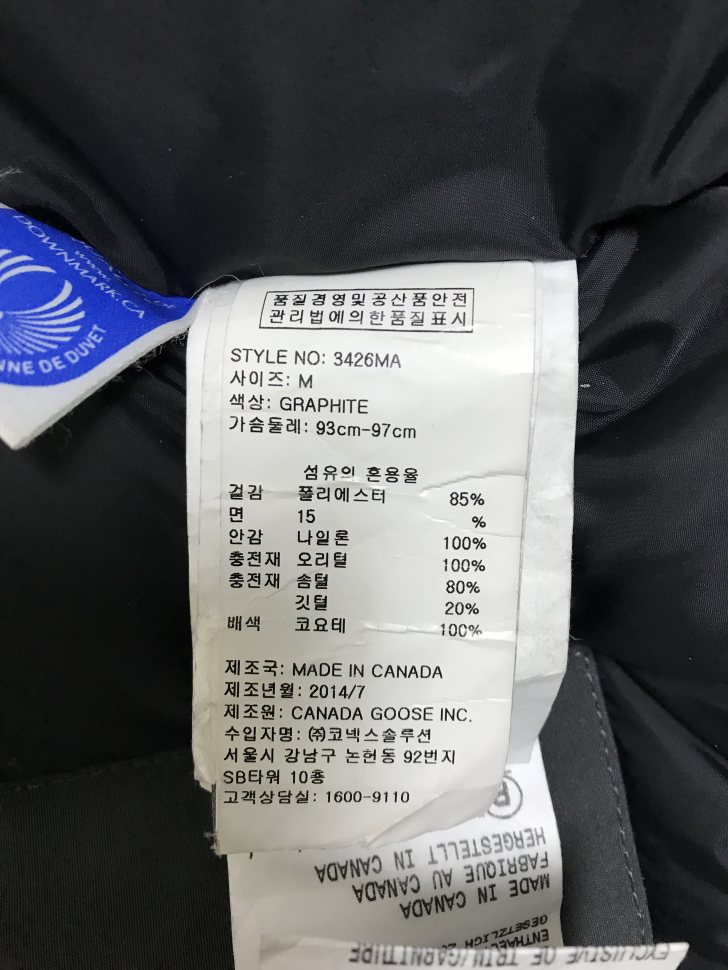 DOWNMARK.CA
DE DUVET
품질경영및공산품안전
관리법에의한품질표시
STYLE NO: 3426MA
사이즈: M
색상: GRAPHITE
가슴둘레: 93cm-97cm
섬유의 혼용율
겉감 폴리에스터 85%
면 15 %
안감 나일론 100%
충전재 오리털 100%
충전재 솜털 80%
깃털 20%
배색 코요테 100%
제조국: MADE IN CANADA
제조년월: 2014/7
제조원: CANADA GOOSE INC.
수입자명: ㈜코넥스솔루션
서울시 강남구 논현동 92번지
SB타워 10층
고객상담실: 1600-9110
EXCLUSIVE OF TRIM/GARNITURE
GESETZLICH
MADE IN CANADA
FABRIQUE AU CANADA
HERGESTELLT IN CANADA